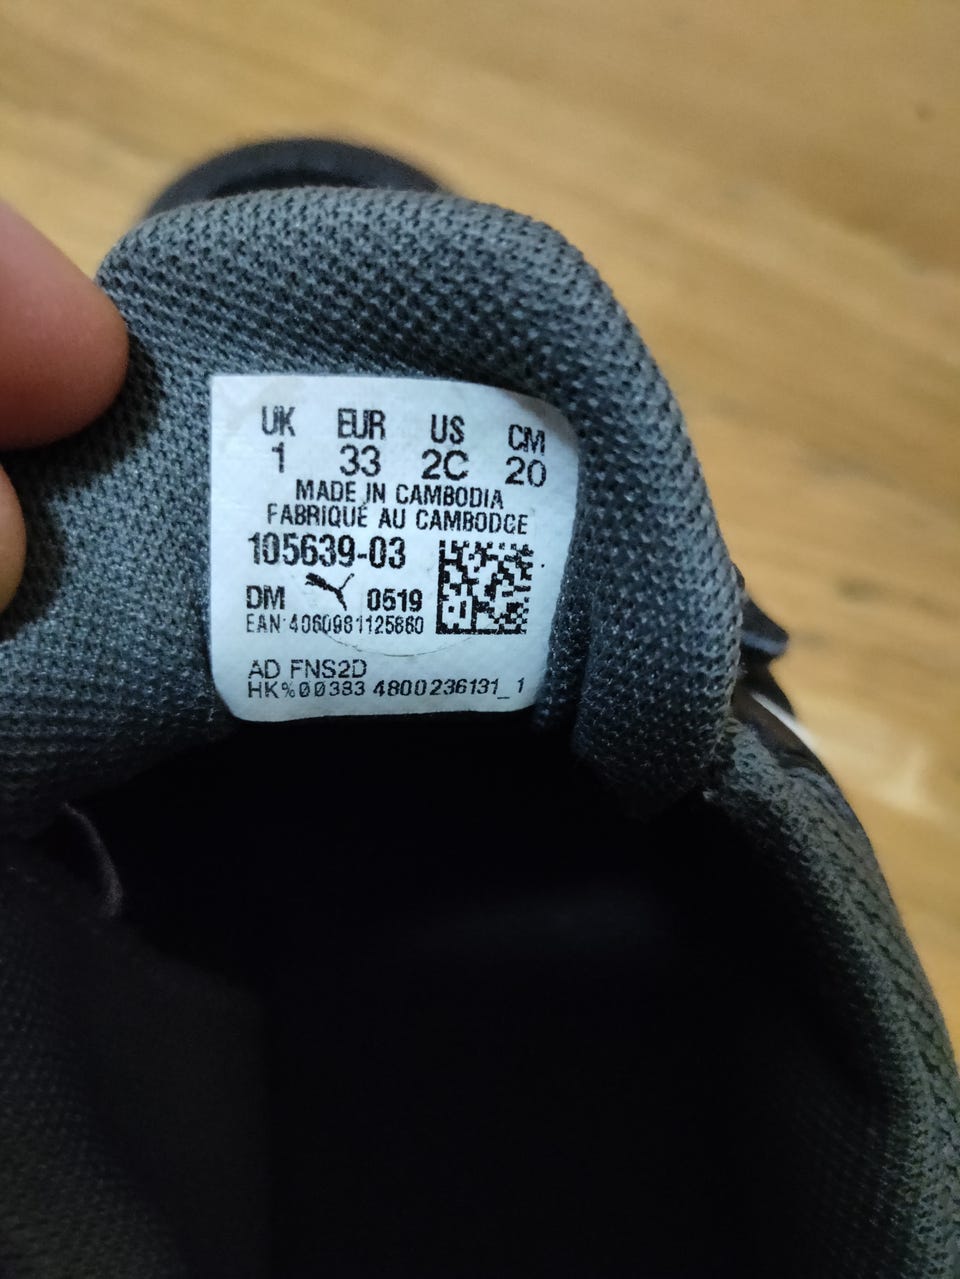 UK EUR US CM
1 33 2C 20
MADE IN CAMBODIA
FABRIQUÉ AU CAMBODGE
105639-03
DM 0519
EAN:4060981125860
AD FNS2D
HK%00383 4800236131_1